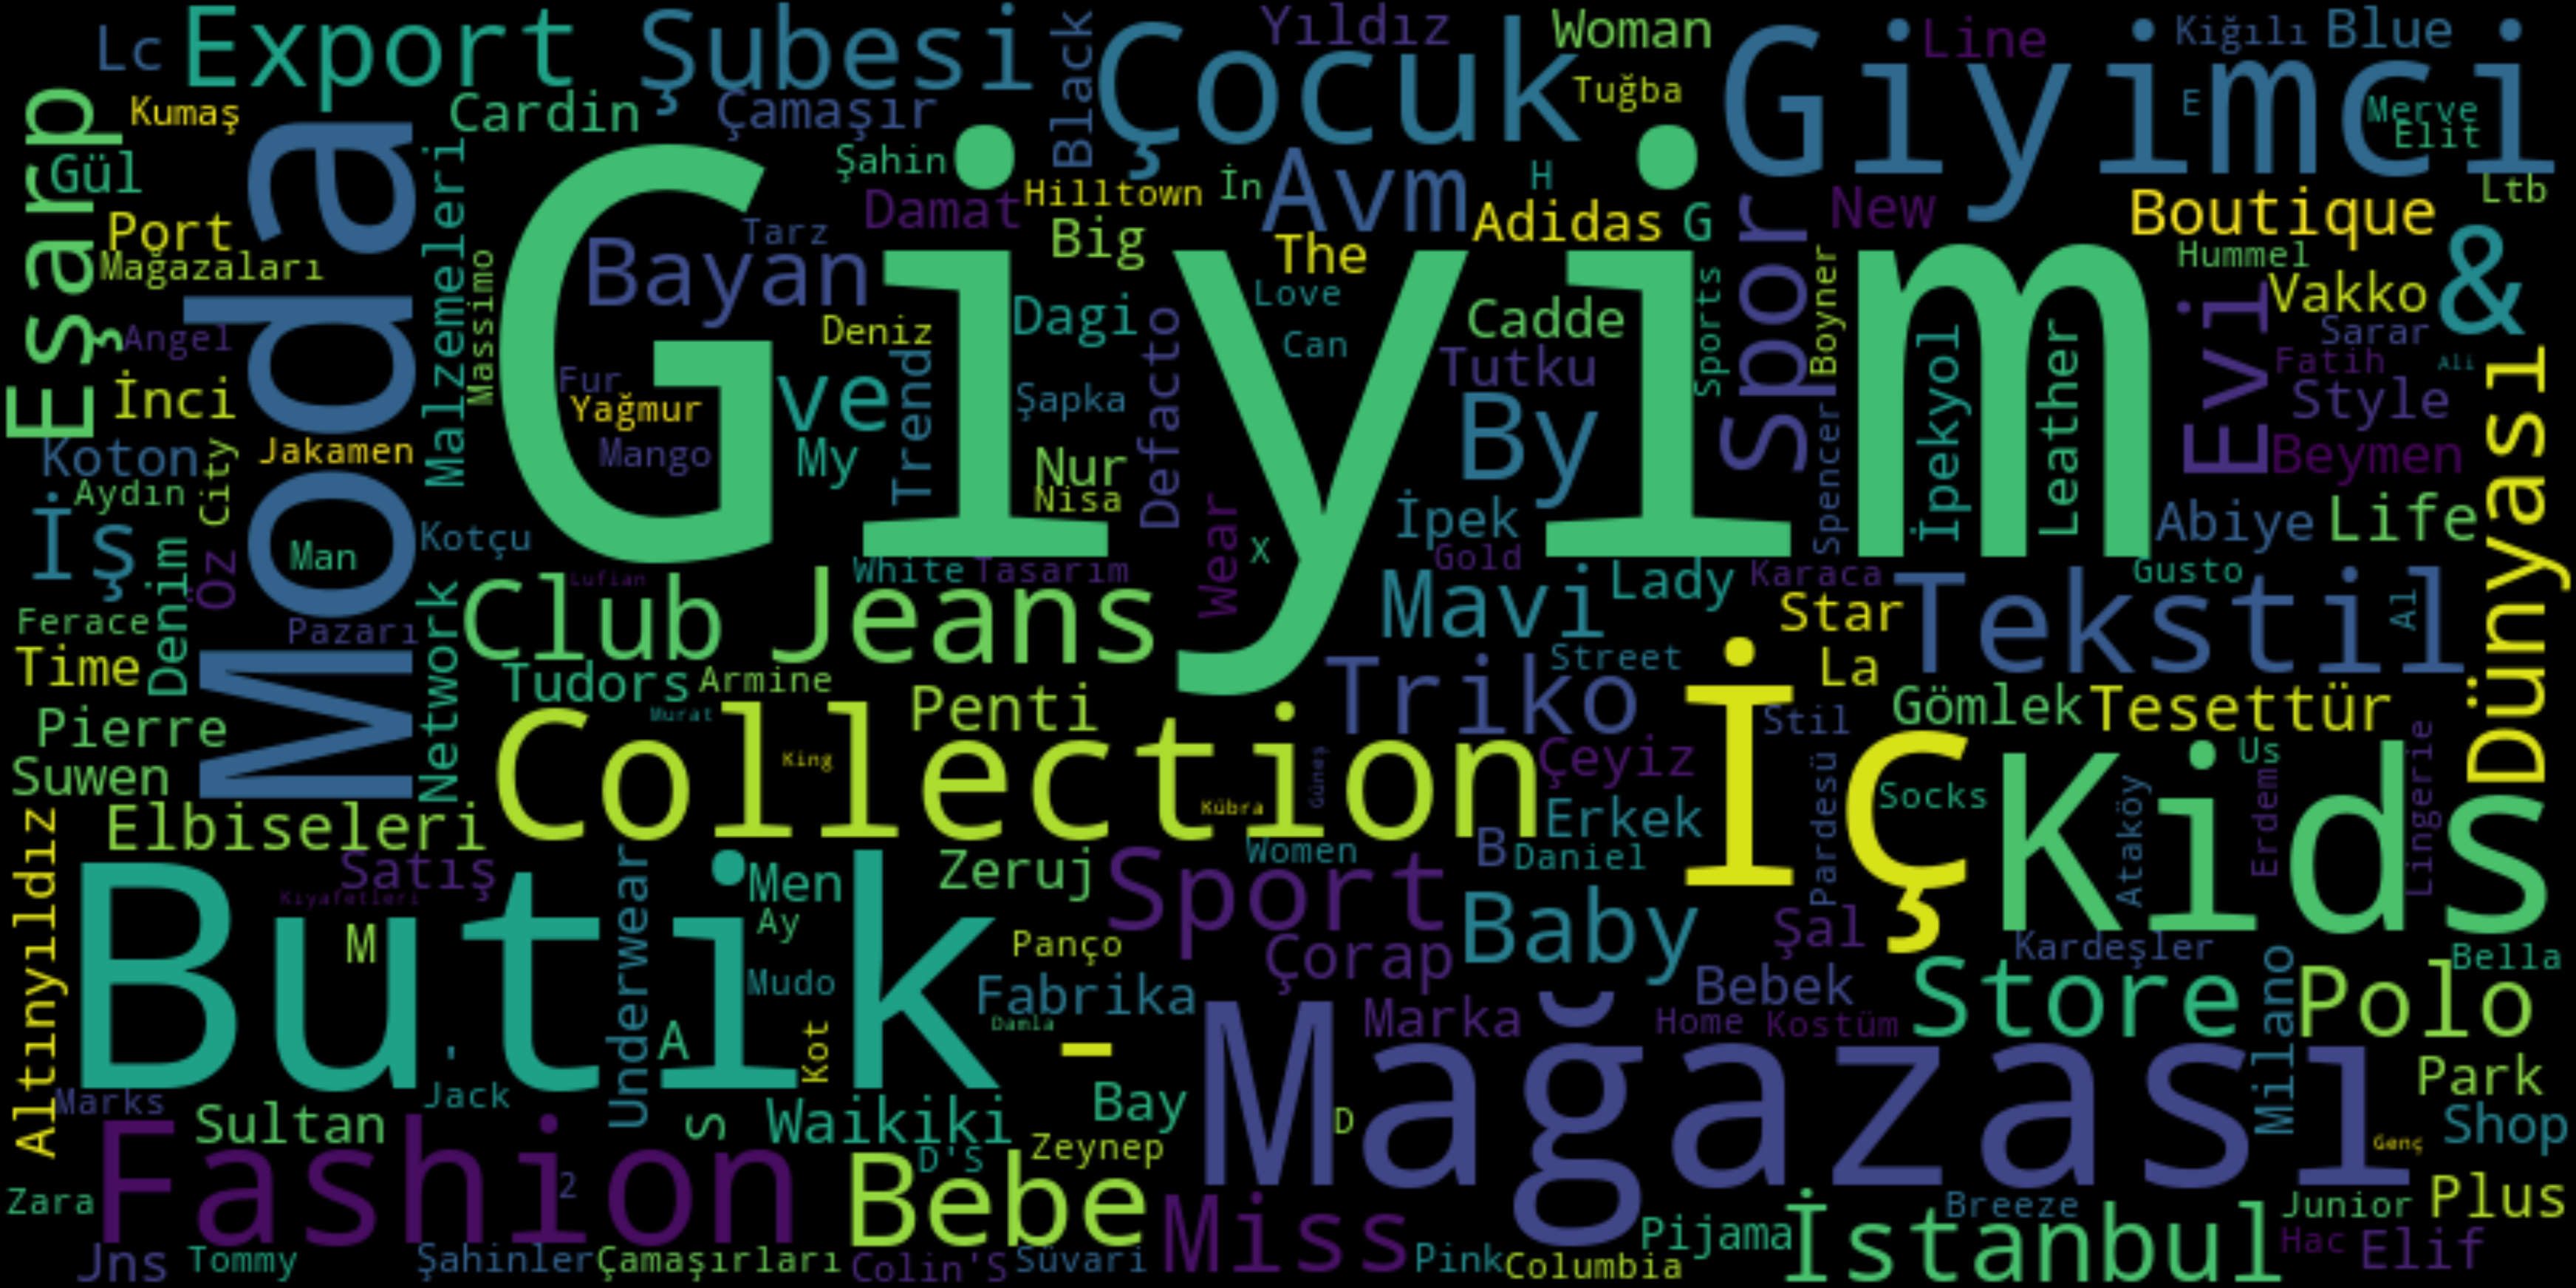 Lc
Export
Şubesi
Black
Çocuk
Yıldız
Woman
Giyimci
Line
Kiğılı
Blue
Eşarp
Kumaş
Cardin
Çamaşır
Tuğba
E
Merve
Elit
Gül
Moda
Malzemeleri
Şahin
Damat
Hilltown
İn
Avm
H
Adidas
G
Spor
New
Boutique
Ltb
Port
Mağazaları
Massimo
Giyim
Bayan
Tarz
Big
The
Love
Cadde
Sports
Boyner
Evi
Hummel
Vakko
&
Angel
Deniz
Dagi
Defacto
Can
Tutku
İpekyol
Leather
Sarar
Fatih
Ali
İnci
Fur
Yağmur
Mango
ve
My
Trend
Şapka
By
Spencer
Style
Dünyası
Koton
City
Jakamen
Nur
Nisa
Beymen
Aydın
İş
Denim
Öz
Man
Kotçu
Wear
X
İpek
Gold
Abiye
Life
Ferace
Pazarı
Network
Club
Lufian
Jeans
White
Tasarım
Mavi
Lady
Karaca
Gusto
Star
Tekstil
Al
Time
Tudors
Armine
Triko
Street
La
Pierre
Murat
Penti
İç
Stil
Gömlek
Tesettür
Suwen
Collection
King
Kübra
Güneş
Çeyiz
Pardesü
Socks
Kids
Us
Ataköy
Erdem
Lingerie
Altınyıldız
Elbiseleri
Erkek
Satış
Kıyafetleri
Butik
Underwear
Men
Zeruj
Sport
Women
B
Daniel
M
Ay
Panço
Çorap
Baby
Şal
Kardeşler
Bella
'
A
Mudo
Kot
Fabrika
Damla
-
Mağazası
Marka
Bebek
Home
Kostüm
Store
Milano
Polo
Marks
Jack
Bay
D
Park
Fashion
Sultan
S
Waikiki
Zeynep
Genç
Shop
Zara
2
Bebe
D'S
Miss
Breeze
Junior
Plus
Jns
Tommy
Şahinler
Çamaşırları
Colin'S
Süvari
Pink
Columbia
Pijama
İstanbul
Hac
Elif